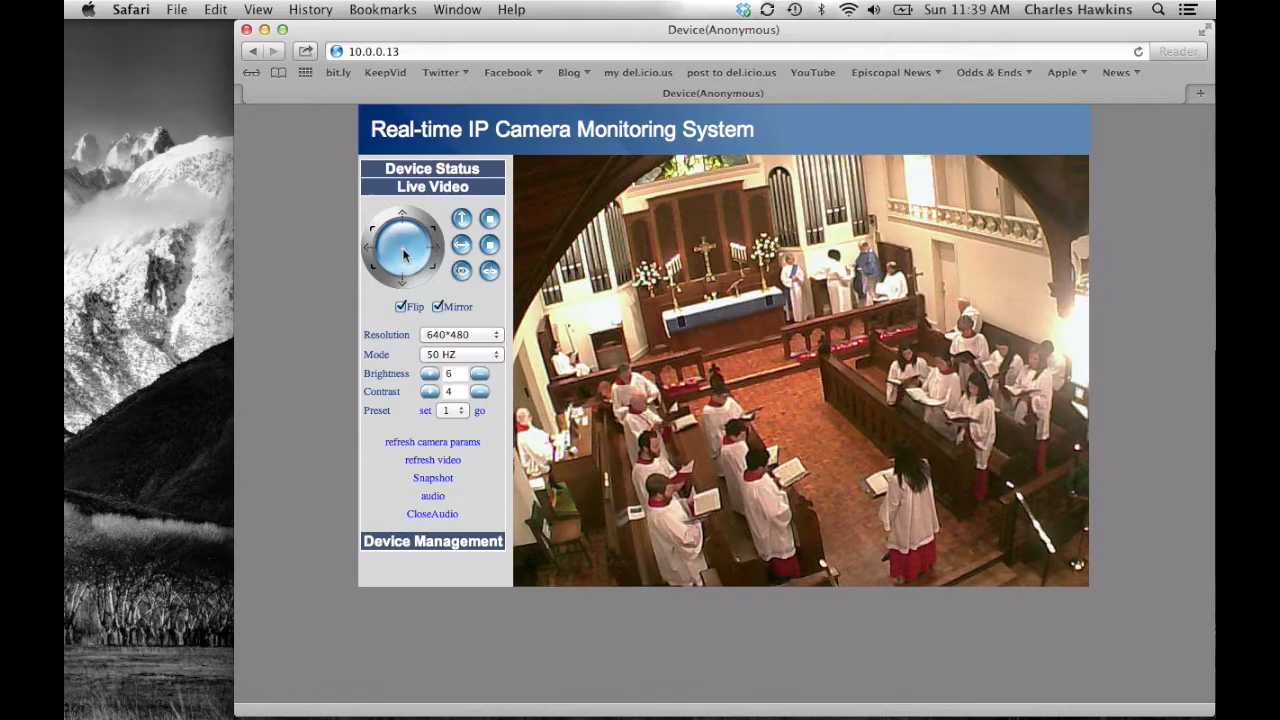 Safari File Edit View History Bookmarks Window Help Sun 11:39 AM Charles Hawkins
Device(Anonymous)
10.0.0.13 Reader
bit.ly KeepVid Twitter Facebook Blog my del.icio.us post to del.icio.us YouTube Episcopal News Odds & Ends Apple News
Device(Anonymous)
Real-time IP Camera Monitoring System
Device Status
Live Video
Flip Mirror
Resolution 640*480
Mode 50 HZ
Brightness + 6 -
Contrast + 4 -
Preset set 1 go
refresh camera params
refresh video
Snapshot
audio
CloseAudio
Device Management